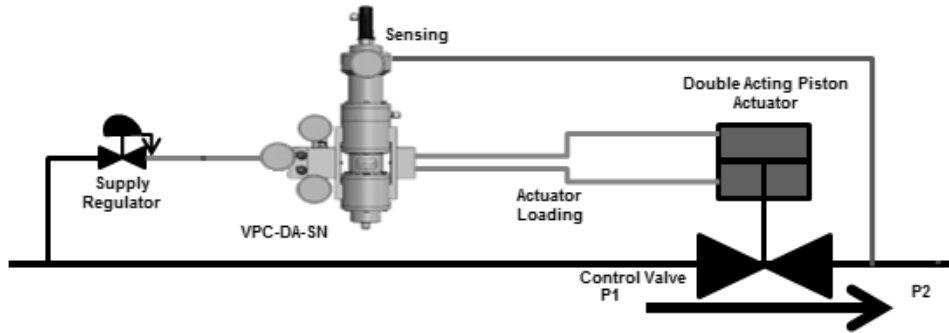 Sensing
Double Acting Piston
Actuator
Supply
Regulator
Actuator
Loading
VPC-DA-SN
Control Valve
P1
P2